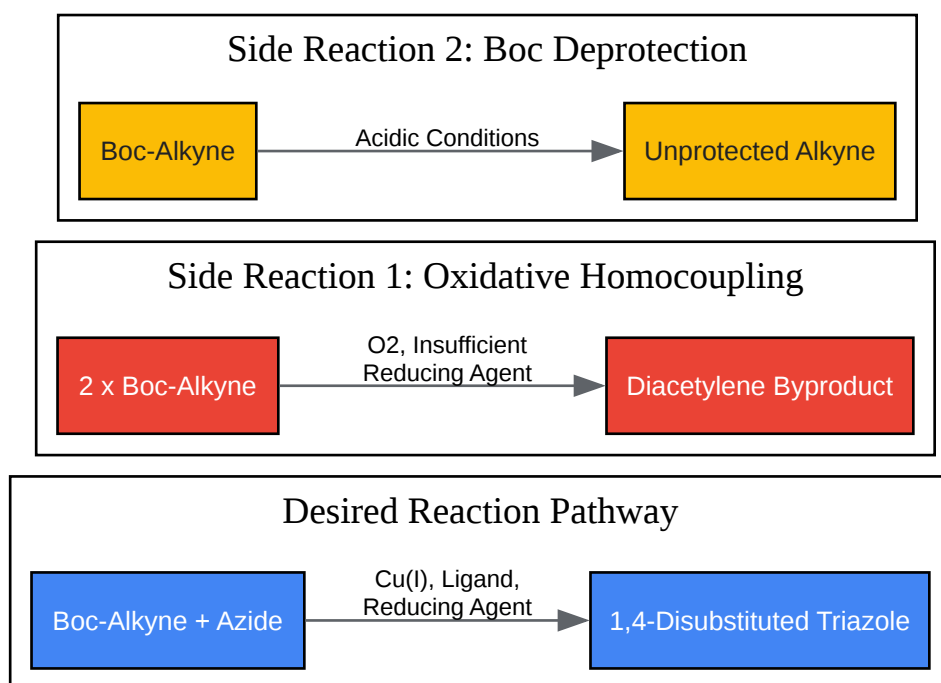 Side Reaction 2: Boc Deprotection
Boc-Alkyne
Acidic Conditions
Unprotected Alkyne
Side Reaction 1: Oxidative Homocoupling
2 x Boc-Alkyne
O2, Insufficient
Reducing Agent
Diacetylene Byproduct
Desired Reaction Pathway
Boc-Alkyne + Azide
Cu(I), Ligand,
Reducing Agent
1,4-Disubstituted Triazole